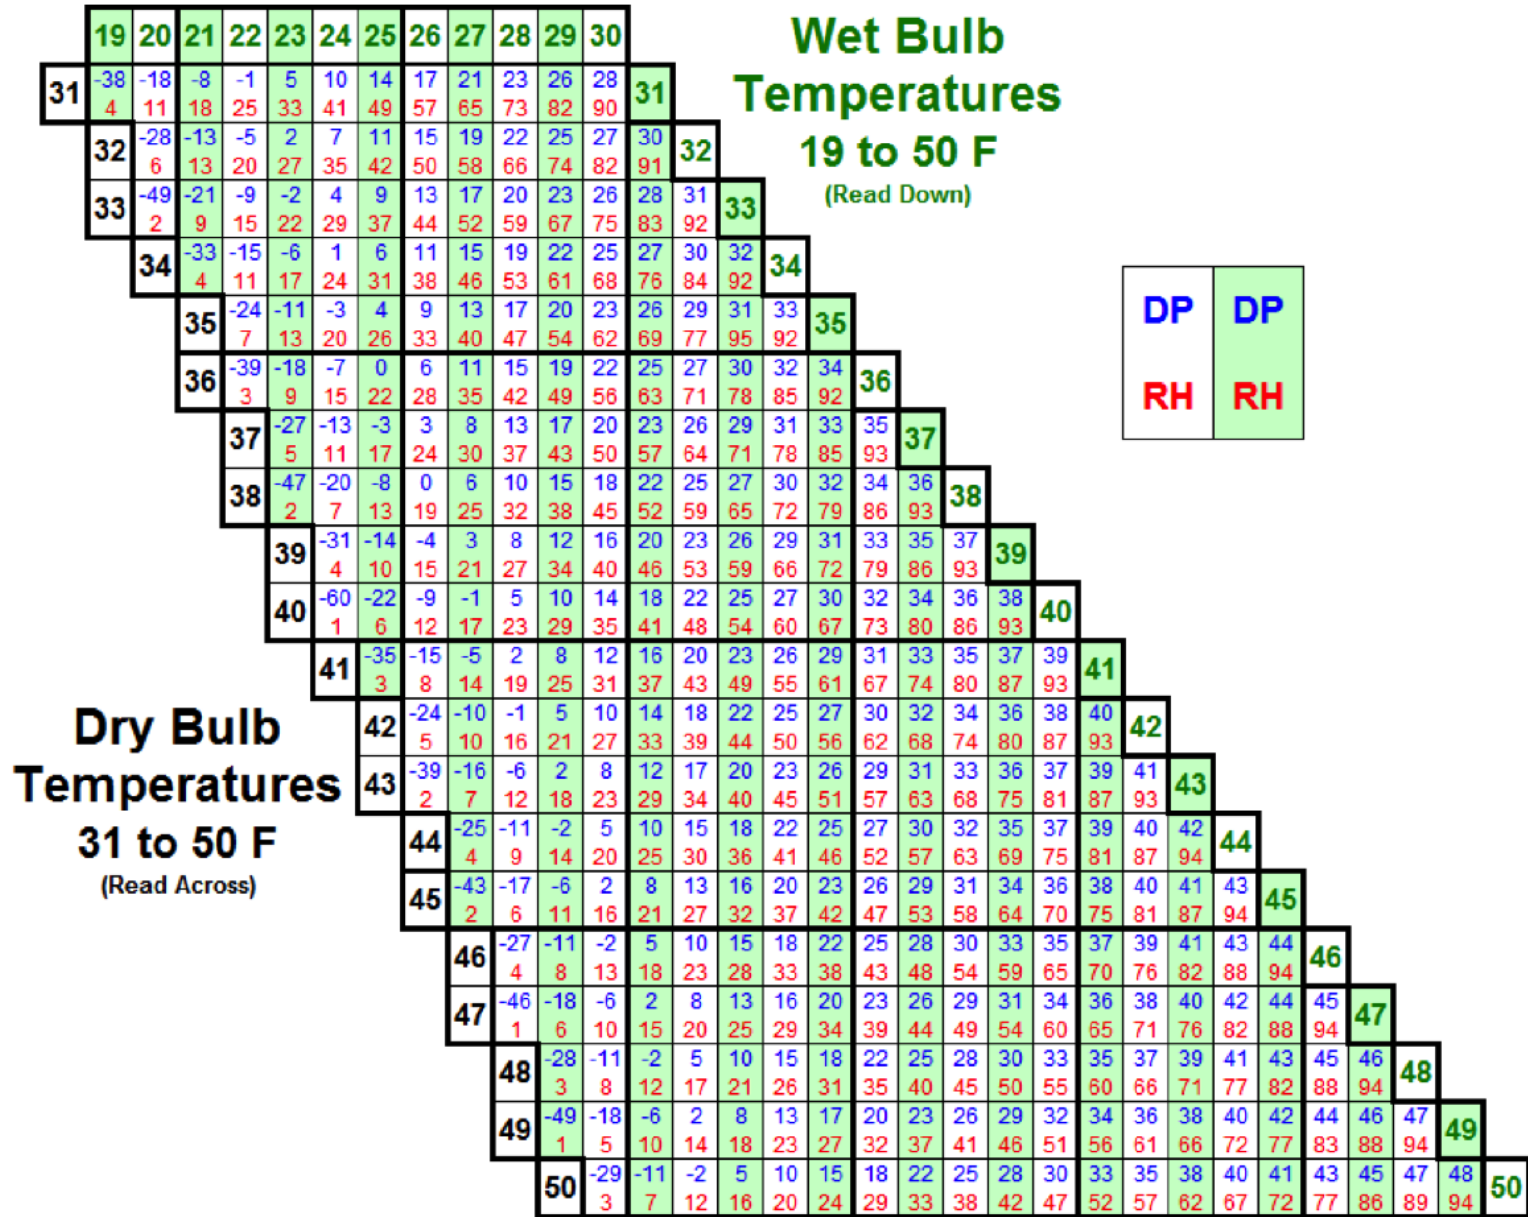 19 20 21 22 23 24 25 26 27 28 29 30
Wet Bulb
Temperatures
19 to 50 F
(Read Down)
31 -38 -18 -8 -1 5 10 14 17 21 23 26 28 31
4 11 18 25 33 41 49 57 65 73 82 90
32 -28 -13 -5 2 7 11 15 19 22 25 27 30 32
6 13 20 27 35 42 50 58 66 74 82 91
33 -49 -21 -9 -2 4 9 13 17 20 23 26 28 31 33
2 9 15 22 29 37 44 52 59 67 75 83 92
34 -33 -15 -6 1 6 11 15 19 22 25 27 30 32 34
4 11 17 24 31 38 46 53 61 68 76 84 92
35 -24 -11 -3 4 9 13 17 20 23 26 29 31 33 35
7 13 20 26 33 40 47 54 62 69 77 95 92
36 -39 -18 -7 0 6 11 15 19 22 25 27 30 32 34 36
3 9 15 22 28 35 42 49 56 63 71 78 85 92
37 -27 -13 -3 3 8 13 17 20 23 26 29 31 33 35 37
5 11 17 24 30 37 43 50 57 64 71 78 85 93
38 -47 -20 -8 0 6 10 15 18 22 25 27 30 32 34 36 38
2 7 13 19 25 32 38 45 52 59 65 72 79 86 93
39 -31 -14 -4 3 8 12 16 20 23 26 29 31 33 35 37 39
4 10 15 21 27 34 40 46 53 59 66 72 79 86 93
40 -60 -22 -9 -1 5 10 14 18 22 25 27 30 32 34 36 38 40
1 6 12 17 23 29 35 41 48 54 60 67 73 80 86 93
41 -35 -15 -5 2 8 12 16 20 23 26 29 31 33 35 37 39 41
3 8 14 19 25 31 37 43 49 55 61 67 74 80 87 93
42 -24 -10 -1 5 10 14 18 22 25 27 30 32 34 36 38 40 42
5 10 16 21 27 33 39 44 50 56 62 68 74 80 87 93
43 -39 -16 -6 2 8 12 17 20 23 26 29 31 33 36 37 39 41 43
2 7 12 18 23 29 34 40 45 51 57 63 68 75 81 87 93
44 -25 -11 -2 5 10 15 18 22 25 27 30 32 35 37 39 40 42 44
4 9 14 20 25 30 36 41 46 52 57 63 69 75 81 87 94
45 -43 -17 -6 2 8 13 16 20 23 26 29 31 34 36 38 40 41 43 45
2 6 11 16 21 27 32 37 42 47 53 58 64 70 75 81 87 94
46 -27 -11 -2 5 10 15 18 22 25 28 30 33 35 37 39 41 43 44 46
4 8 13 18 23 28 33 38 43 48 54 59 65 70 76 82 88 94
47 -46 -18 -6 2 8 13 16 20 23 26 29 31 34 36 38 40 42 44 45 47
1 6 10 15 20 25 29 34 39 44 49 54 60 65 71 76 82 88 94
48 -28 -11 -2 5 10 15 18 22 25 28 30 33 35 37 39 41 43 45 46 48
3 8 12 17 21 26 31 35 40 45 50 55 60 66 71 77 82 88 94
49 -49 -18 -6 2 8 13 17 20 23 26 29 32 34 36 38 40 42 44 46 47 49
1 5 10 14 18 23 27 32 37 41 46 51 56 61 66 72 77 83 88 94
50 -29 -11 -2 5 10 15 18 22 25 28 30 33 35 38 40 41 43 45 47 48 50
3 7 12 16 20 24 29 33 38 42 47 52 57 62 67 72 77 86 89 94
DP DP
RH RH
Dry Bulb
Temperatures
31 to 50 F
(Read Across)